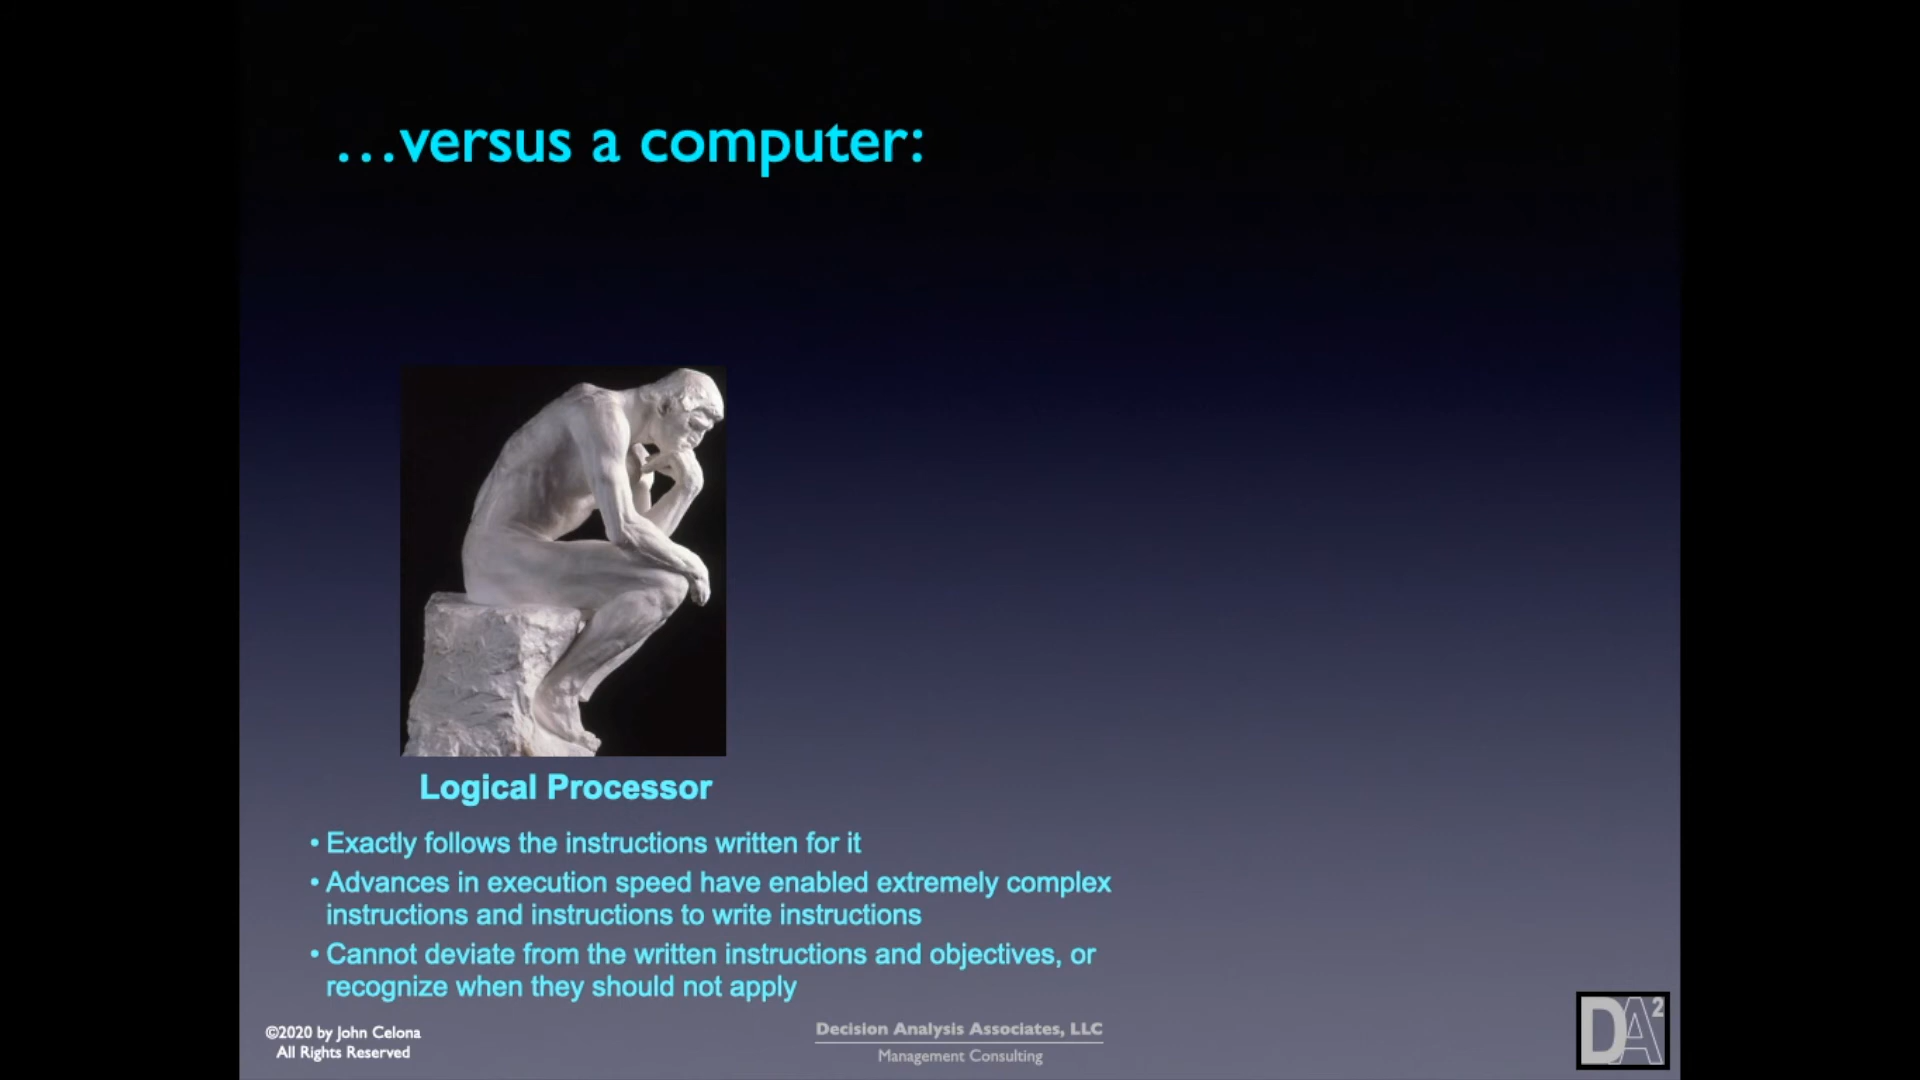 …versus a computer:
Logical Processor
• Exactly follows the instructions written for it
• Advances in execution speed have enabled extremely complex
instructions and instructions to write instructions
• Cannot deviate from the written instructions and objectives, or
recognize when they should not apply
©2020 by John Celona
All Rights Reserved
Decision Analysis Associates, LLC
Management Consulting
DA2